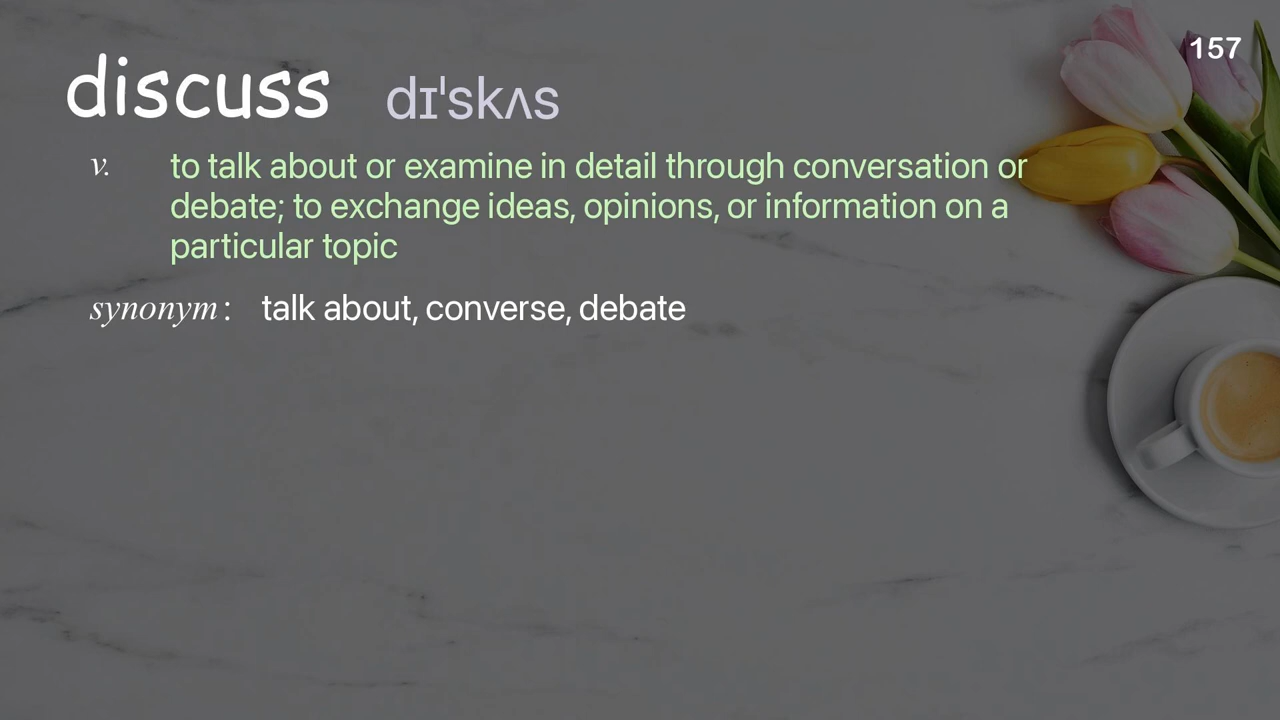 157
discuss dɪˈskʌs
v. to talk about or examine in detail through conversation or
debate; to exchange ideas, opinions, or information on a
particular topic
synonym: talk about, converse, debate